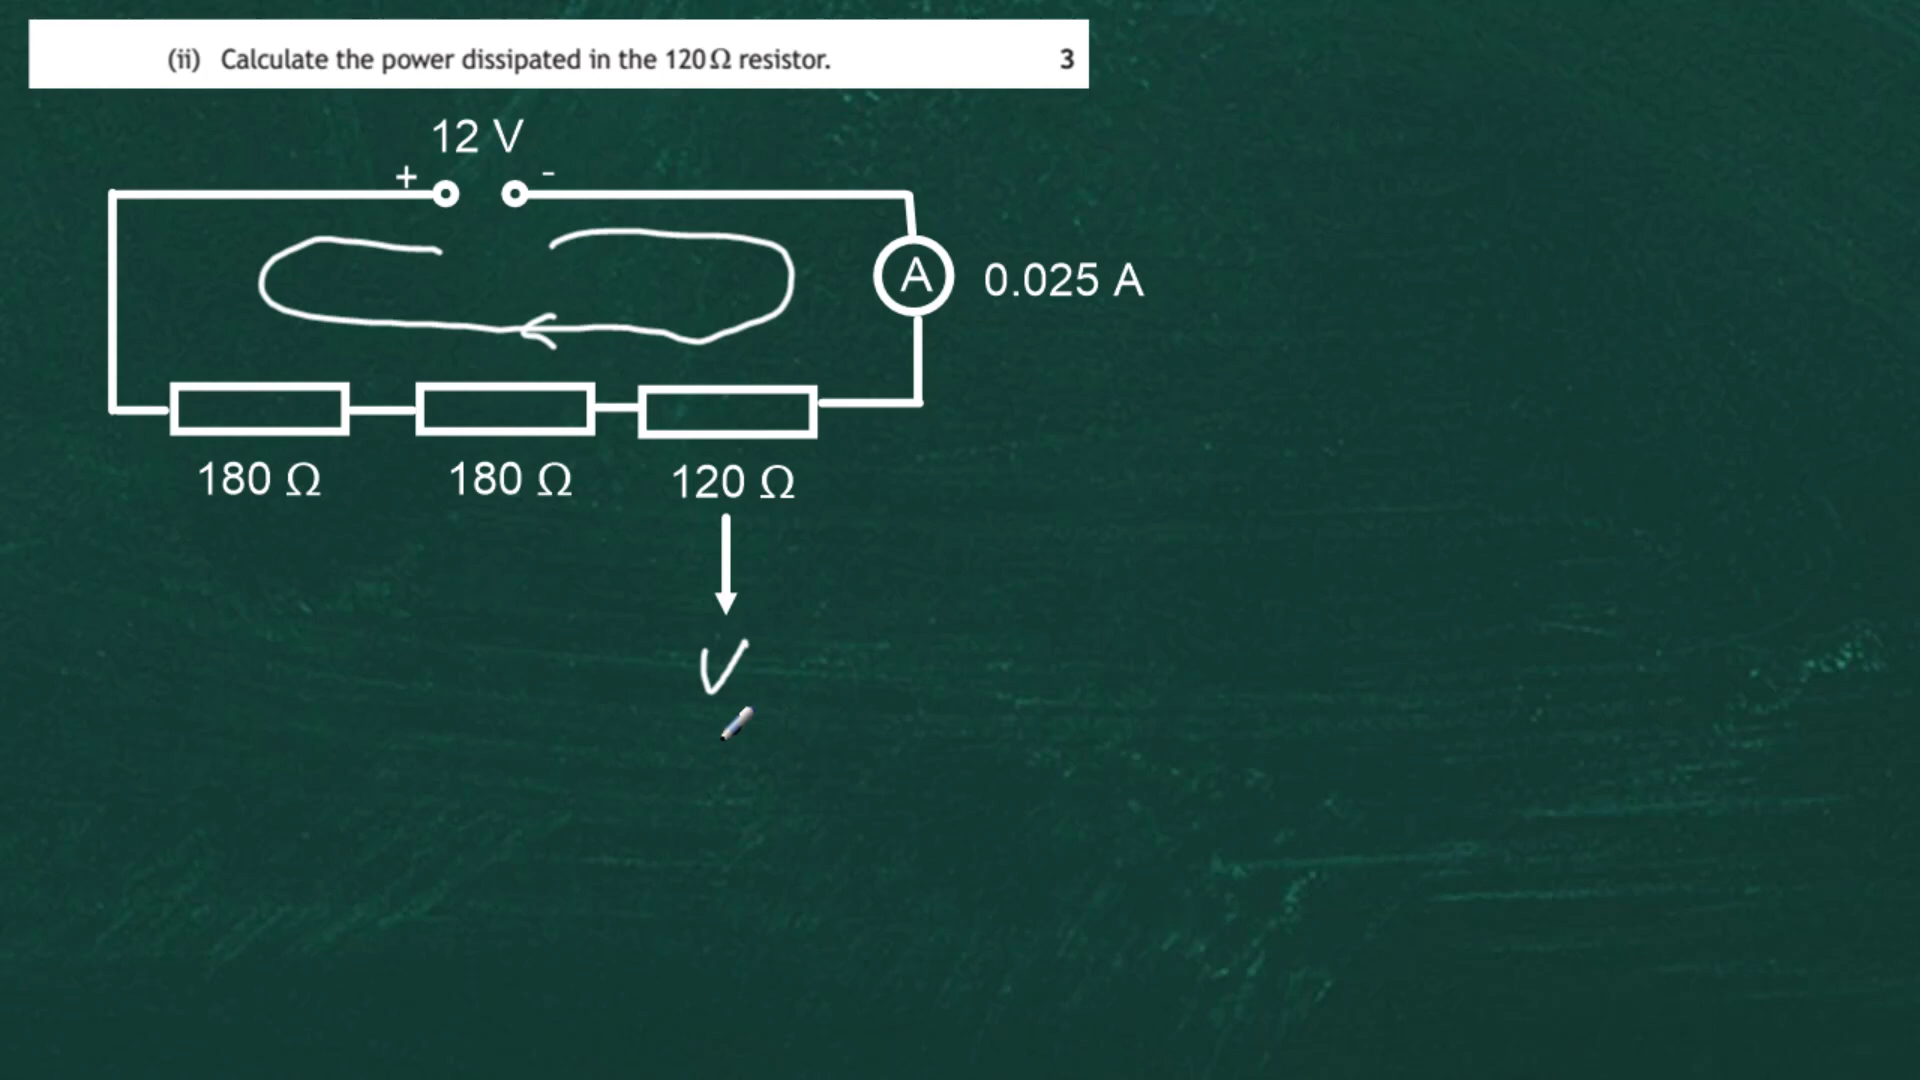 (ii) Calculate the power dissipated in the 120 Ω resistor. 3
12 V
+ -
A 0.025 A
180 Ω 180 Ω 120 Ω
V